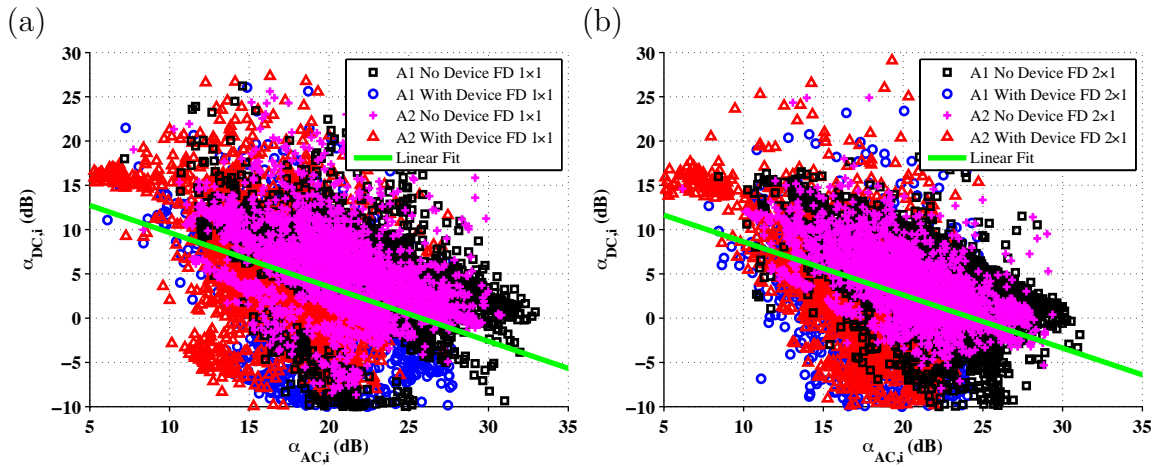 (a)
30
25
20
15
10
5
0
−5
−10
α_DC,i (dB)
5 10 15 20 25 30 35
α_AC,i (dB)
A1 No Device FD 1×1
A1 With Device FD 1×1
A2 No Device FD 1×1
A2 With Device FD 1×1
Linear Fit
(b)
30
25
20
15
10
5
0
−5
−10
α_DC,i (dB)
5 10 15 20 25 30 35
α_AC,i (dB)
A1 No Device FD 2×1
A1 With Device FD 2×1
A2 No Device FD 2×1
A2 With Device FD 2×1
Linear Fit